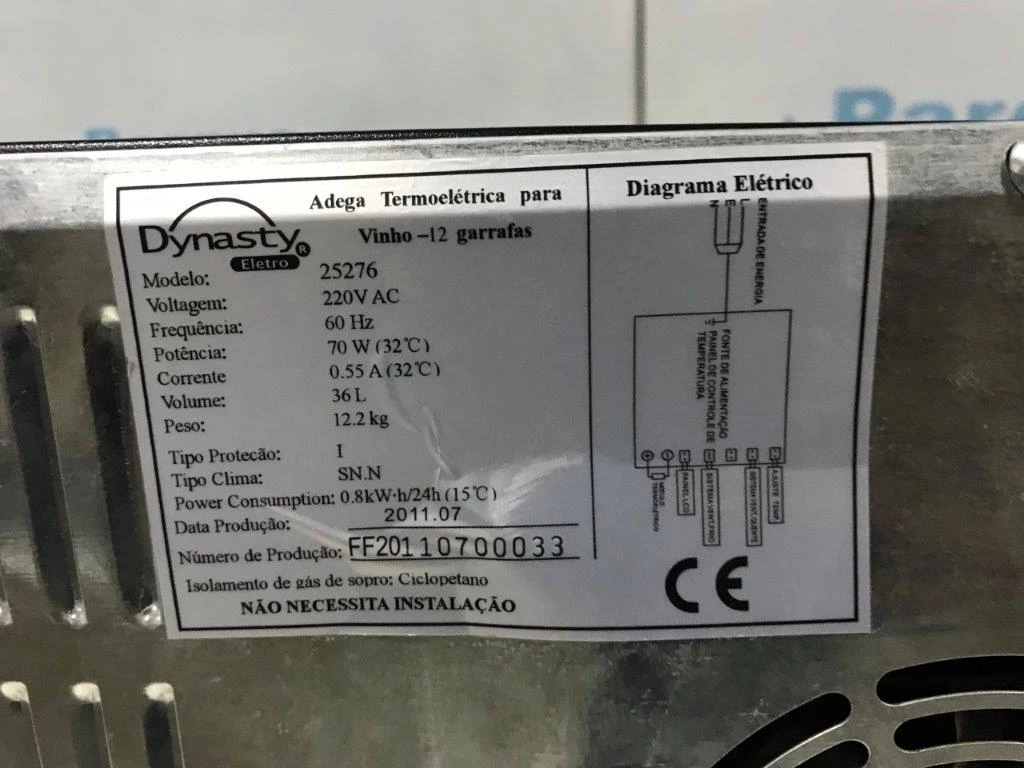 Dynasty®
Eletro
Adega Termoelétrica para
Vinho –12 garrafas
Modelo: 25276
Voltagem: 220V AC
Frequência: 60 Hz
Potência: 70 W (32℃)
Corrente 0.55 A (32℃)
Volume: 36 L
Peso: 12.2 kg
Tipo Protecão: I
Tipo Clima: SN.N
Power Consumption: 0.8kW·h/24h (15℃)
Data Produção: 2011.07
Número de Produção: FF20110700033
Isolamento de gás de sopro: Ciclopetano
NÃO NECESSITA INSTALAÇÃO
Diagrama Elétrico
L
E
N
ENTRADA DE ENERGIA
FONTE DE ALIMENTAÇÃO
PAINEL DE CONTROLE DE
TEMPERATURA
MÓDULO
TERMOELÉTRICO
PAINEL LCD
SISTEMA VENT.FRIO
SISTEMA VENT. QUENTE
AJUSTE TEMP.
CE